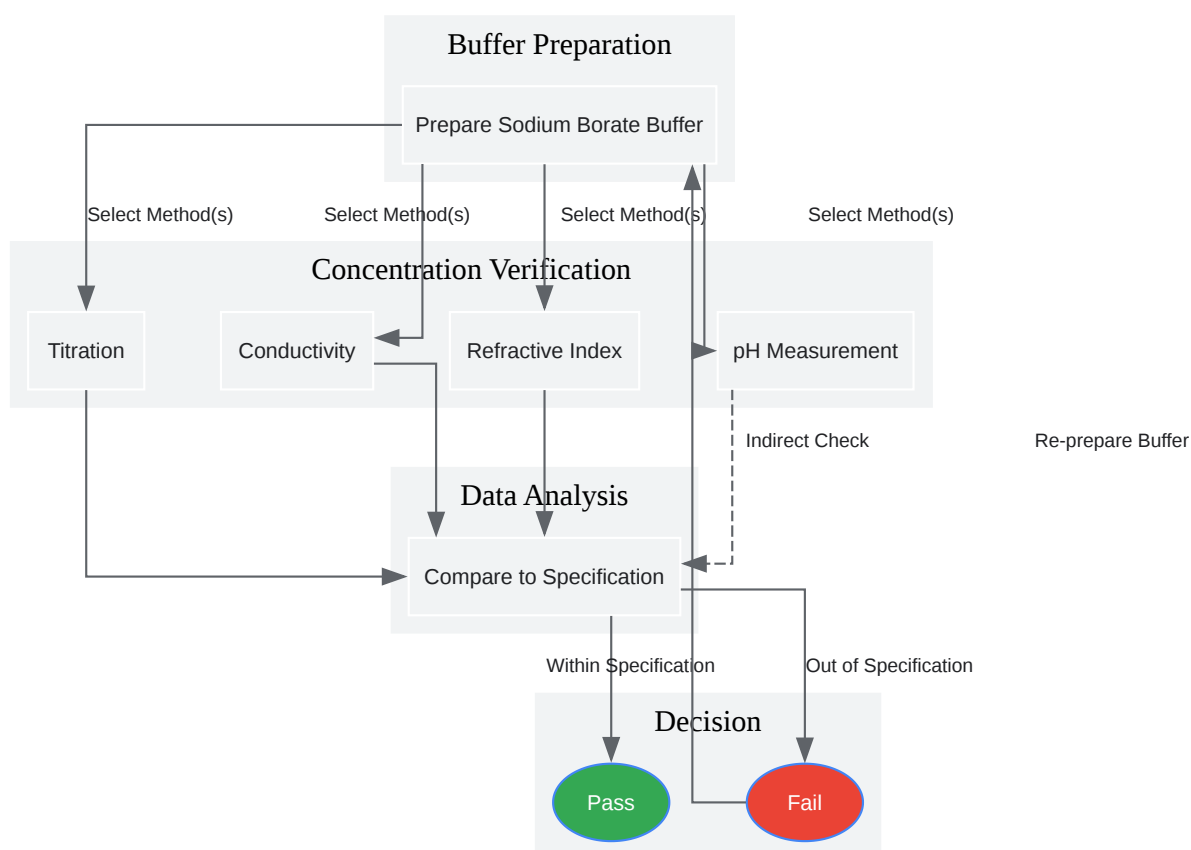 Buffer Preparation
Prepare Sodium Borate Buffer
Select Method(s)
Select Method(s)
Select Method(s)
Select Method(s)
Concentration Verification
Titration
Conductivity
Refractive Index
pH Measurement
Indirect Check
Re-prepare Buffer
Data Analysis
Compare to Specification
Within Specification
Out of Specification
Decision
Pass
Fail